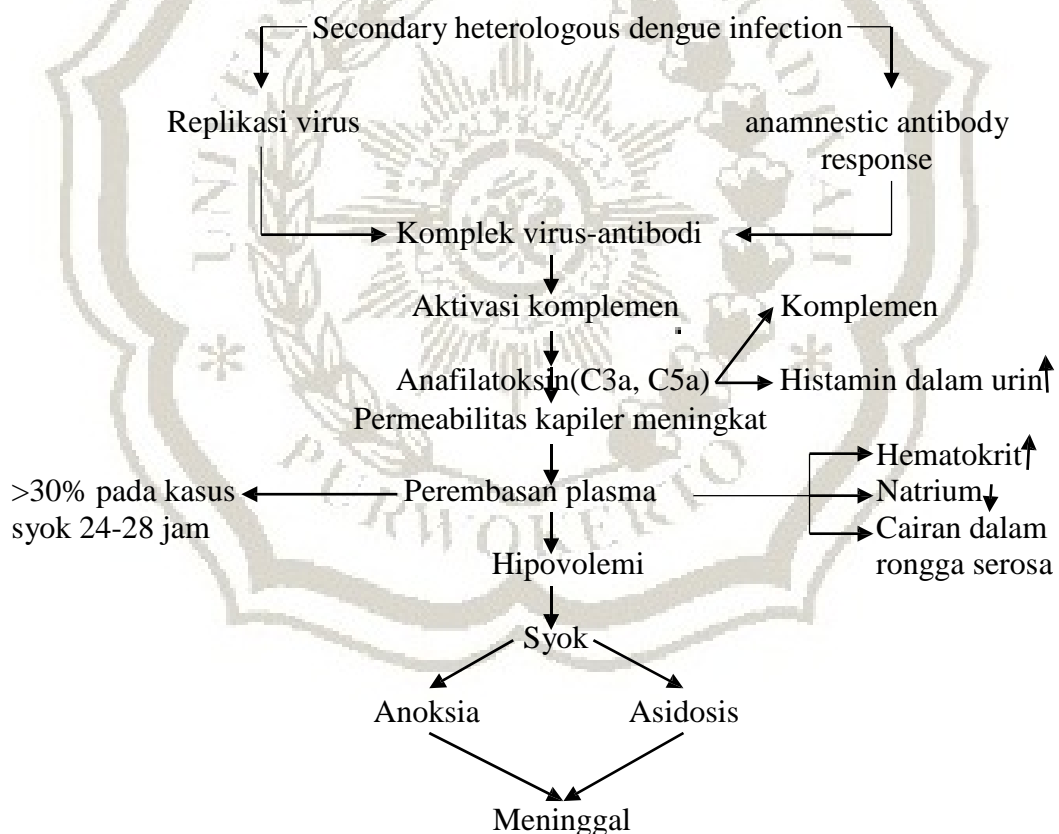 Secondary heterologous dengue infection
Replikasi virus
anamnestic antibody
response
Komplek virus-antibodi
Aktivasi komplemen
Komplemen
Anafilatoksin(C3a, C5a)
Histamin dalam urin
Permeabilitas kapiler meningkat
Hematokrit
>30% pada kasus
syok 24-28 jam
Perembasan plasma
Natrium
Cairan dalam
rongga serosa
Hipovolemi
Syok
Anoksia
Asidosis
Meninggal
PURWOKERTO